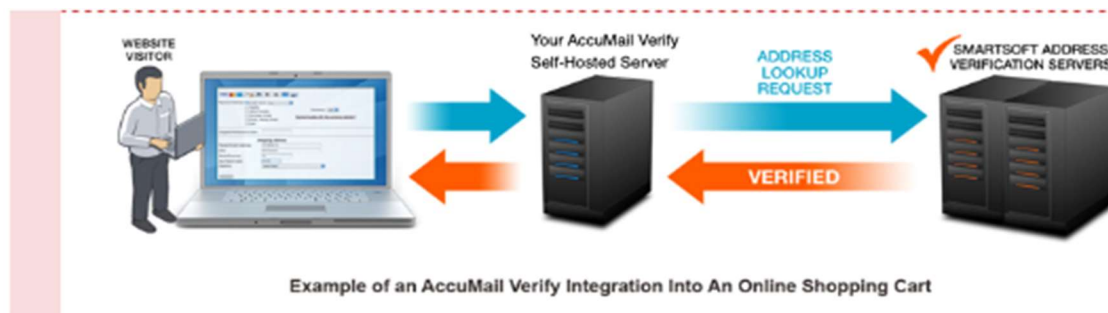 WEBSITE
VISITOR
Your AccuMail Verify
Self-Hosted Server
ADDRESS
LOOKUP
REQUEST
SMARTSOFT ADDRESS
VERIFICATION SERVERS
VERIFIED
Example of an AccuMail Verify Integration Into An Online Shopping Cart